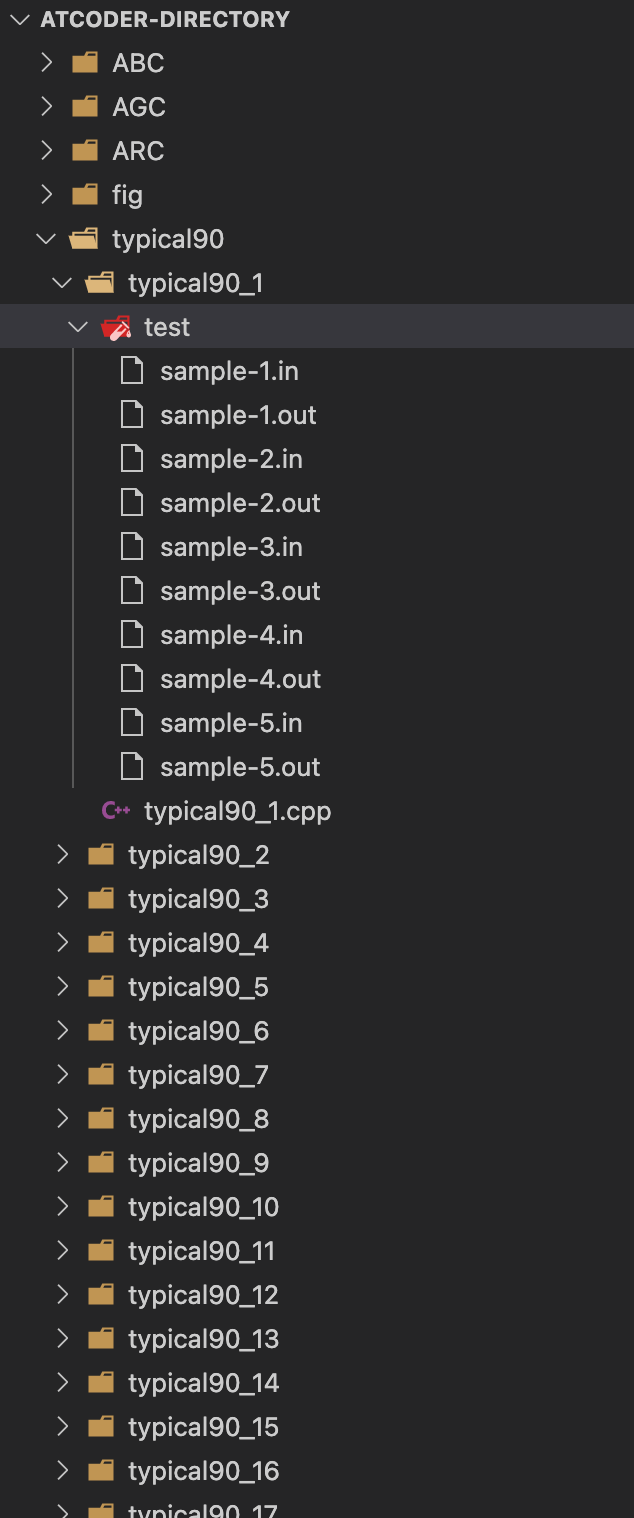 ATCODER-DIRECTORY
ABC
AGC
ARC
fig
typical90
typical90_1
test
sample-1.in
sample-1.out
sample-2.in
sample-2.out
sample-3.in
sample-3.out
sample-4.in
sample-4.out
sample-5.in
sample-5.out
C++ typical90_1.cpp
typical90_2
typical90_3
typical90_4
typical90_5
typical90_6
typical90_7
typical90_8
typical90_9
typical90_10
typical90_11
typical90_12
typical90_13
typical90_14
typical90_15
typical90_16
typical90_17